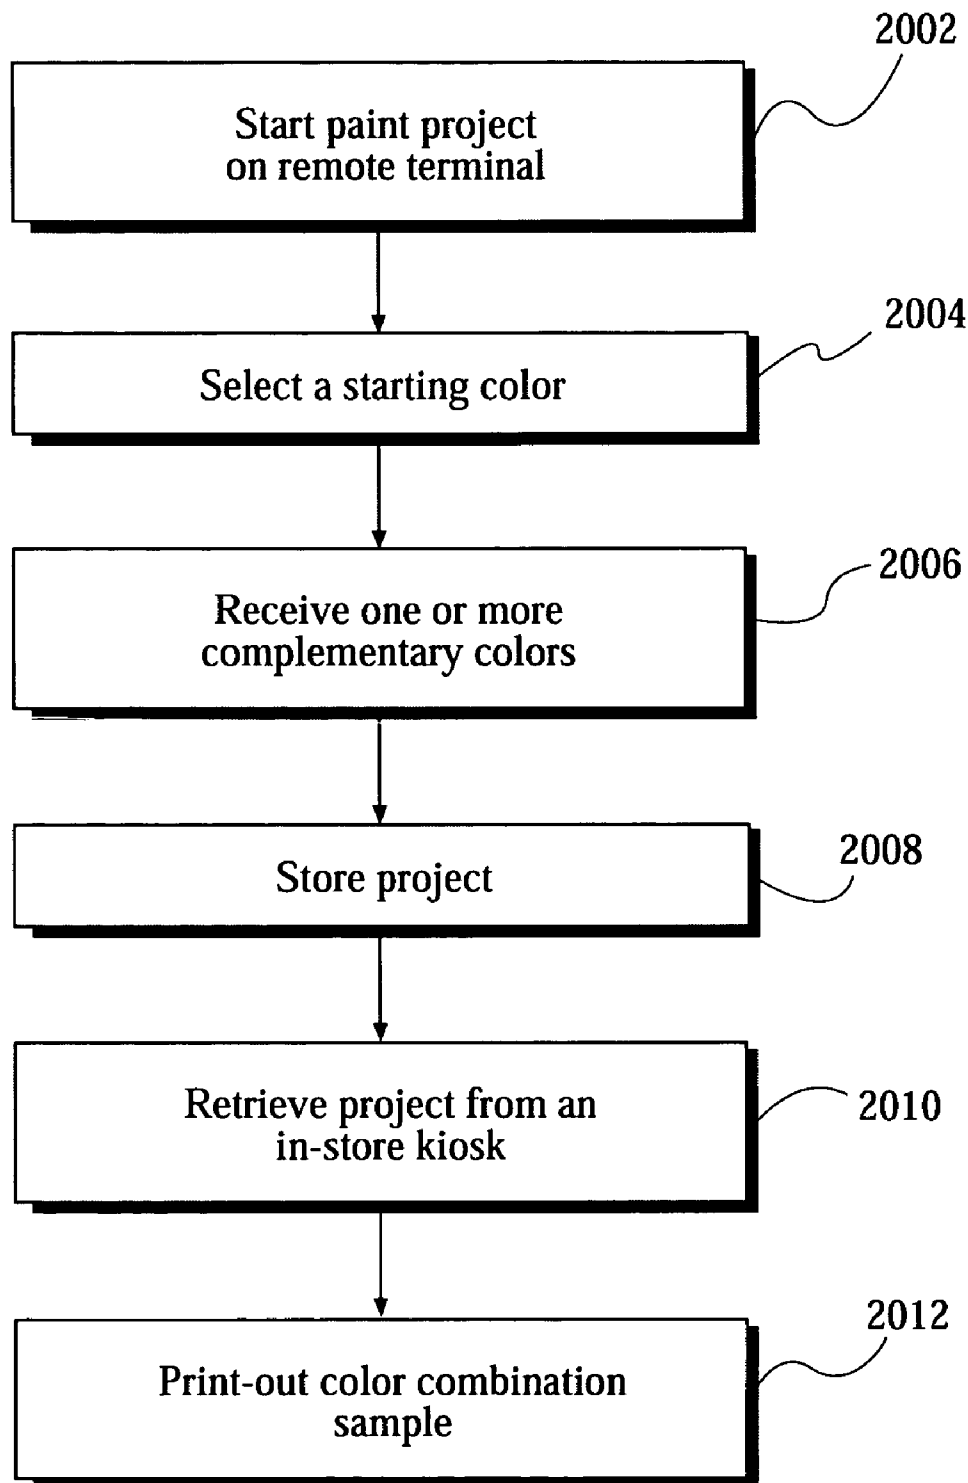 2002
Start paint project
on remote terminal
2004
Select a starting color
2006
Receive one or more
complementary colors
2008
Store project
2010
Retrieve project from an
in-store kiosk
2012
Print-out color combination
sample